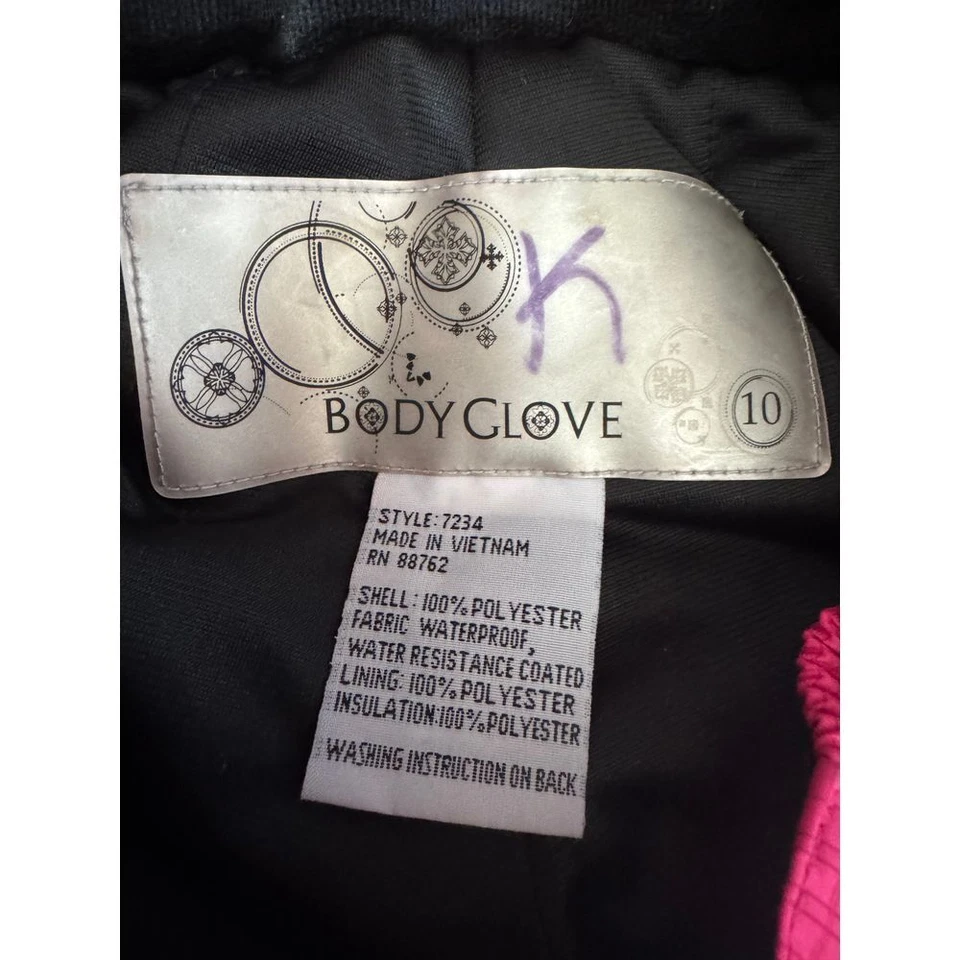 K
BODY GLOVE
10
STYLE: 7234
MADE IN VIETNAM
RN 88762
SHELL: 100% POLYESTER
FABRIC WATERPROOF,
WATER RESISTANCE COATED
LINING: 100% POLYESTER
INSULATION:100%POLYESTER
WASHING INSTRUCTION ON BACK